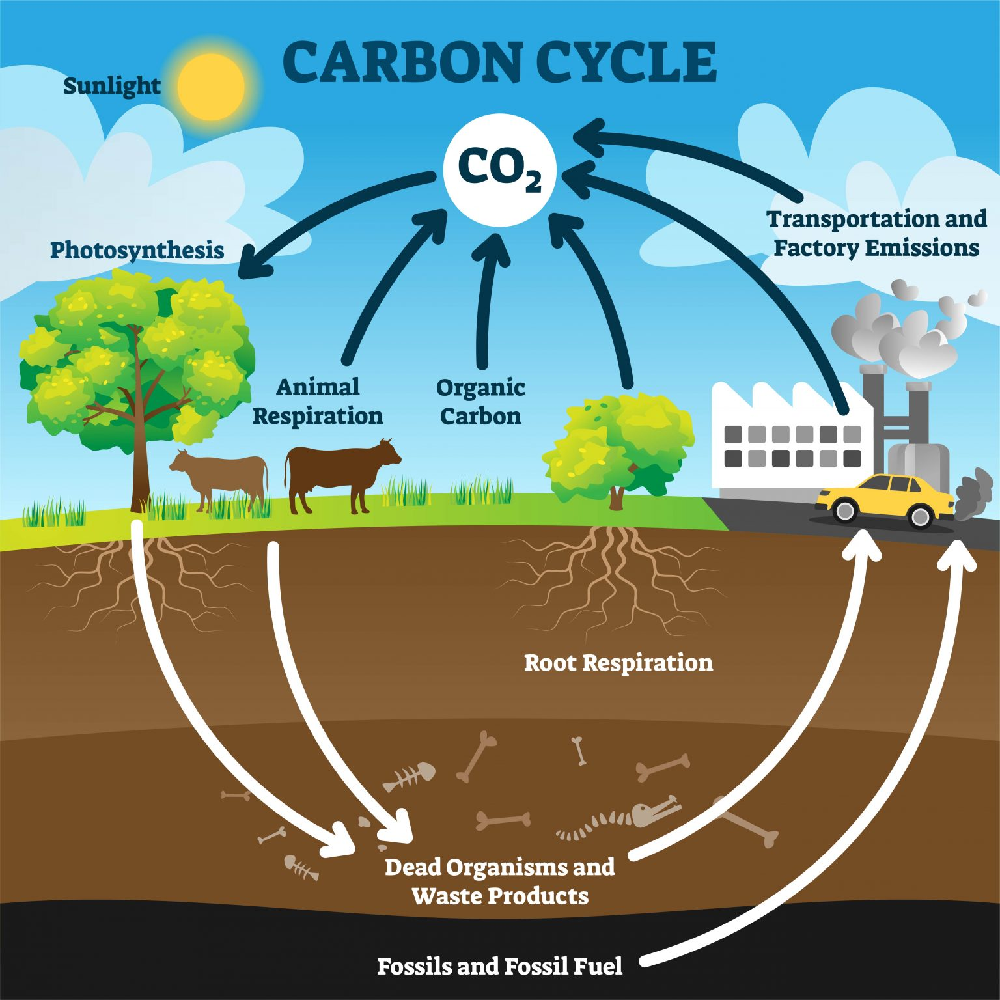 CARBON CYCLE
Sunlight
CO₂
Transportation and
Factory Emissions
Photosynthesis
Animal
Respiration
Organic
Carbon
Root Respiration
Dead Organisms and
Waste Products
Fossils and Fossil Fuel